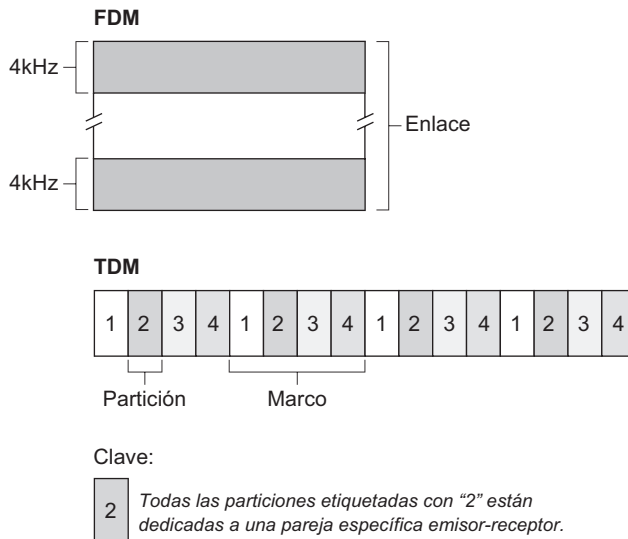 FDM
4kHz
Enlace
4kHz
TDM
1 2 3 4 1 2 3 4 1 2 3 4 1 2 3 4
Partición Marco
Clave:
2
Todas las particiones etiquetadas con “2” están
dedicadas a una pareja específica emisor-receptor.